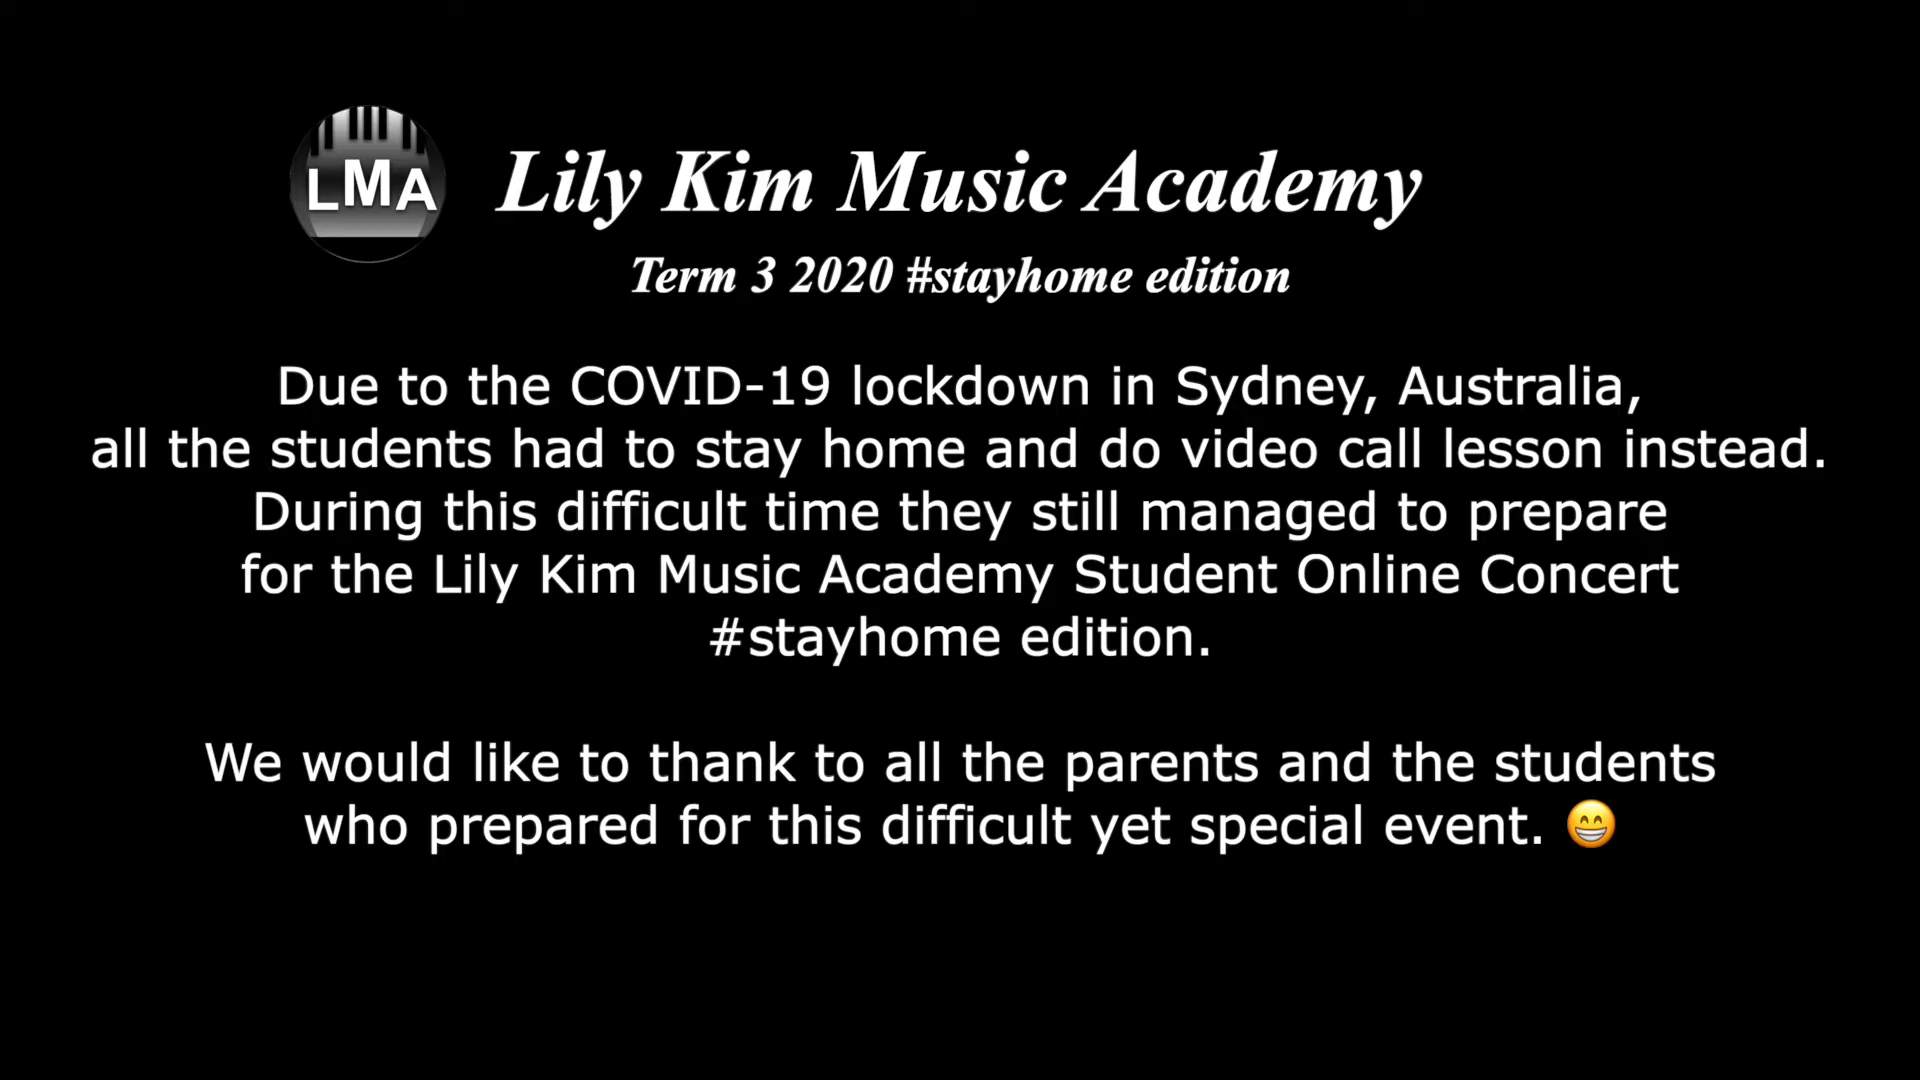 LMA
Lily Kim Music Academy
Term 3 2020 #stayhome edition
Due to the COVID-19 lockdown in Sydney, Australia,
all the students had to stay home and do video call lesson instead.
During this difficult time they still managed to prepare
for the Lily Kim Music Academy Student Online Concert
#stayhome edition.
We would like to thank to all the parents and the students
who prepared for this difficult yet special event. 😁